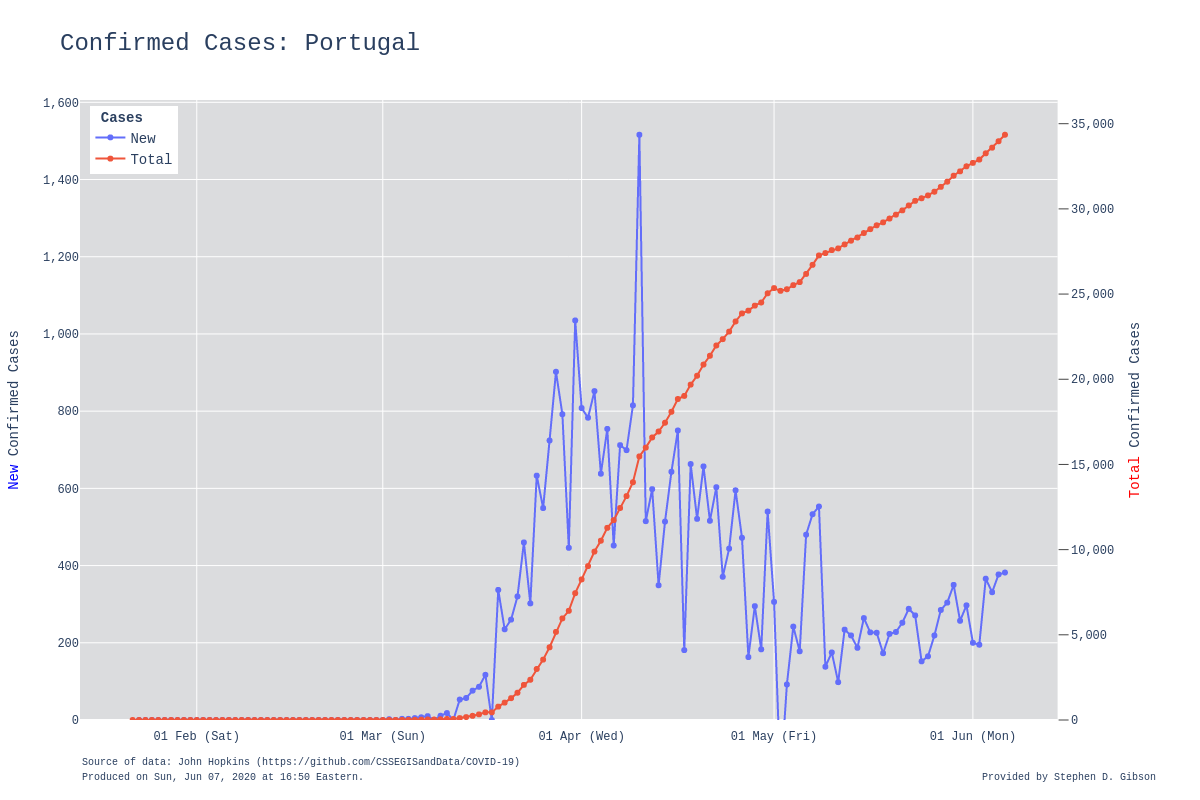 Confirmed Cases: Portugal
Cases
New
Total
1,600
1,400
1,200
1,000
800
600
400
200
0
New Confirmed Cases
35,000
30,000
25,000
20,000
15,000
10,000
5,000
0
Total Confirmed Cases
01 Feb (Sat)
01 Mar (Sun)
01 Apr (Wed)
01 May (Fri)
01 Jun (Mon)
Source of data: John Hopkins (https://github.com/CSSEGISandData/COVID-19)
Produced on Sun, Jun 07, 2020 at 16:50 Eastern.
Provided by Stephen D. Gibson